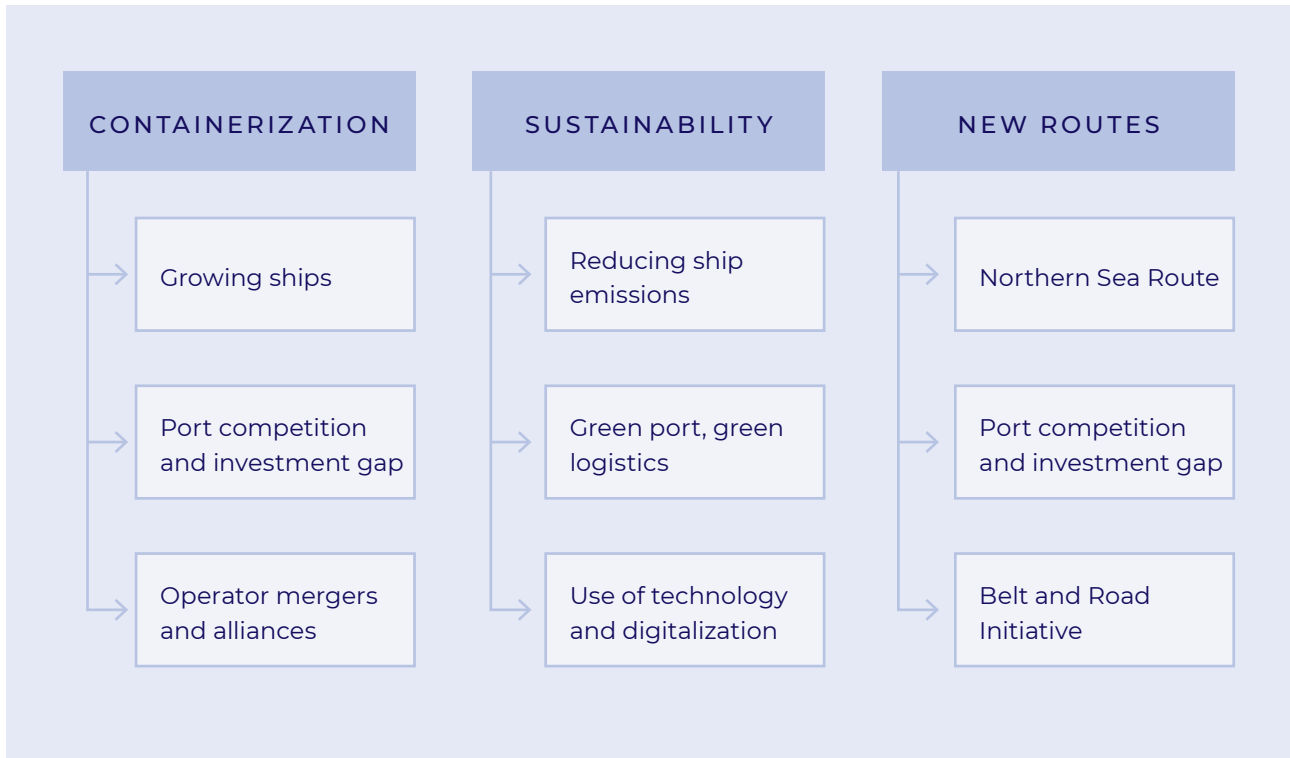 CONTAINERIZATION
Growing ships
Port competition
and investment gap
Operator mergers
and alliances
SUSTAINABILITY
Reducing ship
emissions
Green port, green
logistics
Use of technology
and digitalization
NEW ROUTES
Northern Sea Route
Port competition
and investment gap
Belt and Road
Initiative